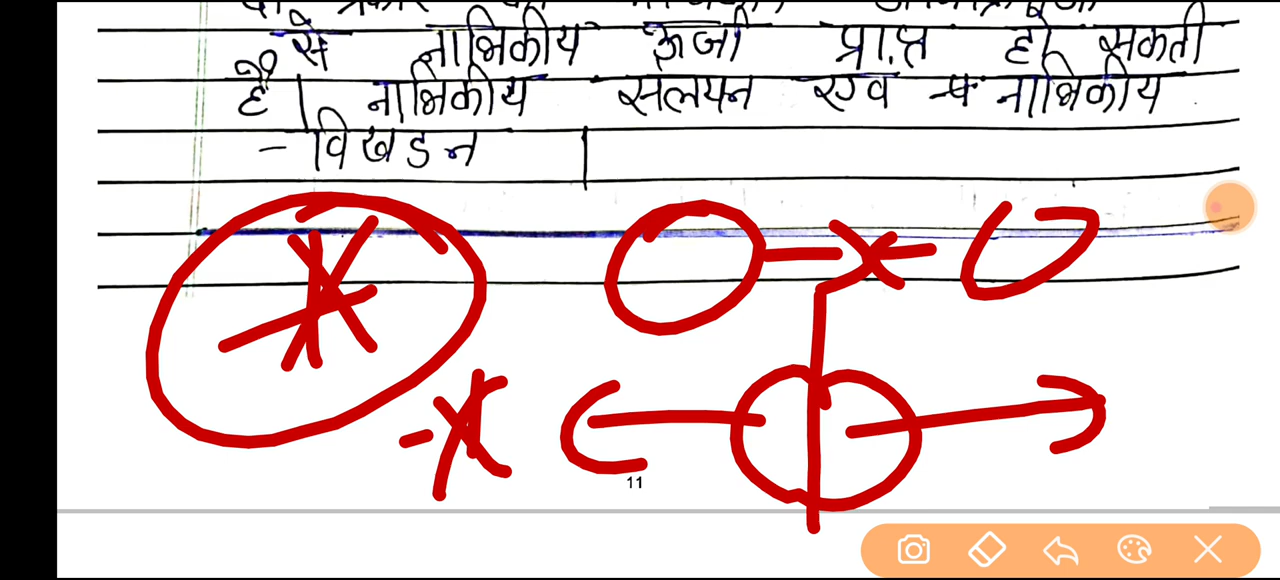 से नाभिकीय ऊर्जा प्राप्त हो सकती
है। नाभिकीय संलयन एवं नाभिकीय
- विखंडन |
11